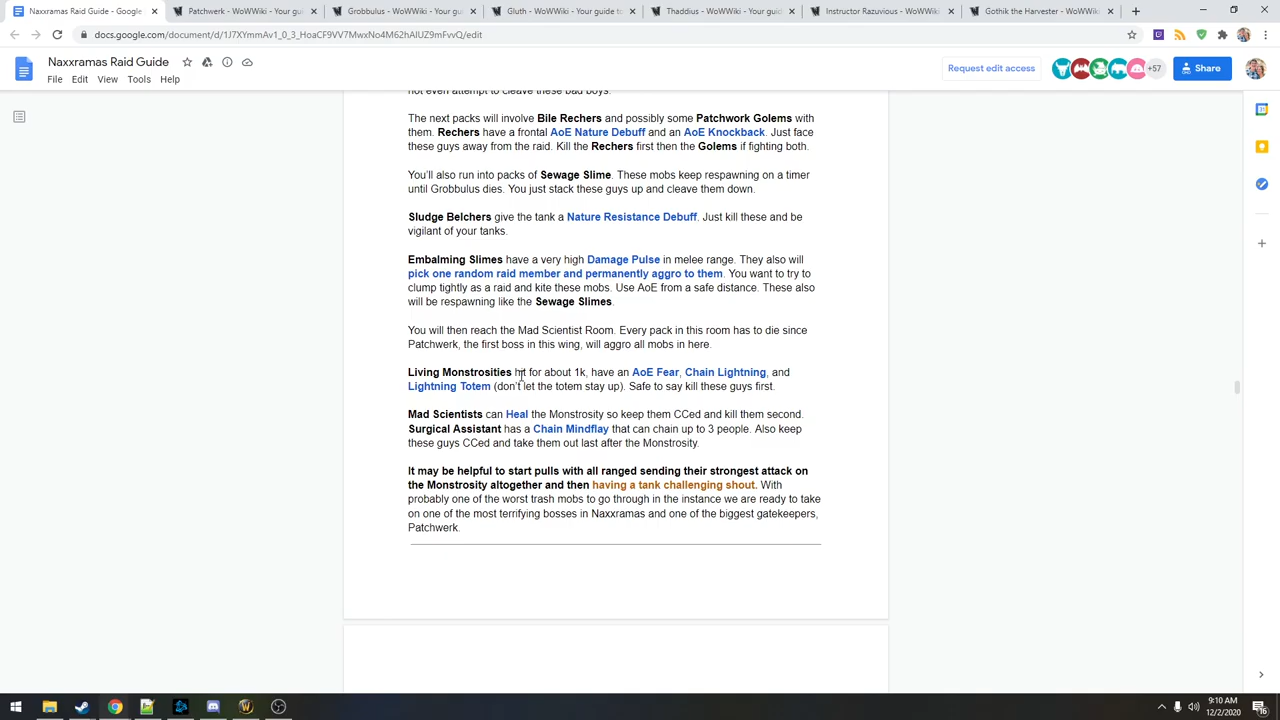 Naxxramas Raid Guide - Google
Patchwerk - WoWWiki - Your guid
Grobbulus - WoWWiki - Your guid
Gluth - WoWWiki - Your guide to
Thaddius - WoWWiki - Your guid
Instructor Razuvious - WoWWiki
Gothik the Harvester - WoWWiki
docs.google.com/document/d/1J7XYmmAv1_0_3_HoaCF9VV7MwxNo4M62hAlUZ9mFvvQ/edit
Naxxramas Raid Guide
File Edit View Tools Help
Request edit access
+57
Share
not even attempt to cleave these bad boys.
The next packs will involve Bile Rechers and possibly some Patchwork Golems with
them. Rechers have a frontal AoE Nature Debuff and an AoE Knockback. Just face
these guys away from the raid. Kill the Rechers first then the Golems if fighting both.
You'll also run into packs of Sewage Slime. These mobs keep respawning on a timer
until Grobbulus dies. You just stack these guys up and cleave them down.
Sludge Belchers give the tank a Nature Resistance Debuff. Just kill these and be
vigilant of your tanks.
Embalming Slimes have a very high Damage Pulse in melee range. They also will
pick one random raid member and permanently aggro to them. You want to try to
clump tightly as a raid and kite these mobs. Use AoE from a safe distance. These also
will be respawning like the Sewage Slimes.
You will then reach the Mad Scientist Room. Every pack in this room has to die since
Patchwerk, the first boss in this wing, will aggro all mobs in here.
Living Monstrosities hit for about 1k, have an AoE Fear, Chain Lightning, and
Lightning Totem (don't let the totem stay up). Safe to say kill these guys first.
Mad Scientists can Heal the Monstrosity so keep them CCed and kill them second.
Surgical Assistant has a Chain Mindflay that can chain up to 3 people. Also keep
these guys CCed and take them out last after the Monstrosity.
It may be helpful to start pulls with all ranged sending their strongest attack on
the Monstrosity altogether and then having a tank challenging shout. With
probably one of the worst trash mobs to go through in the instance we are ready to take
on one of the most terrifying bosses in Naxxramas and one of the biggest gatekeepers,
Patchwerk.
9:10 AM
12/2/2020